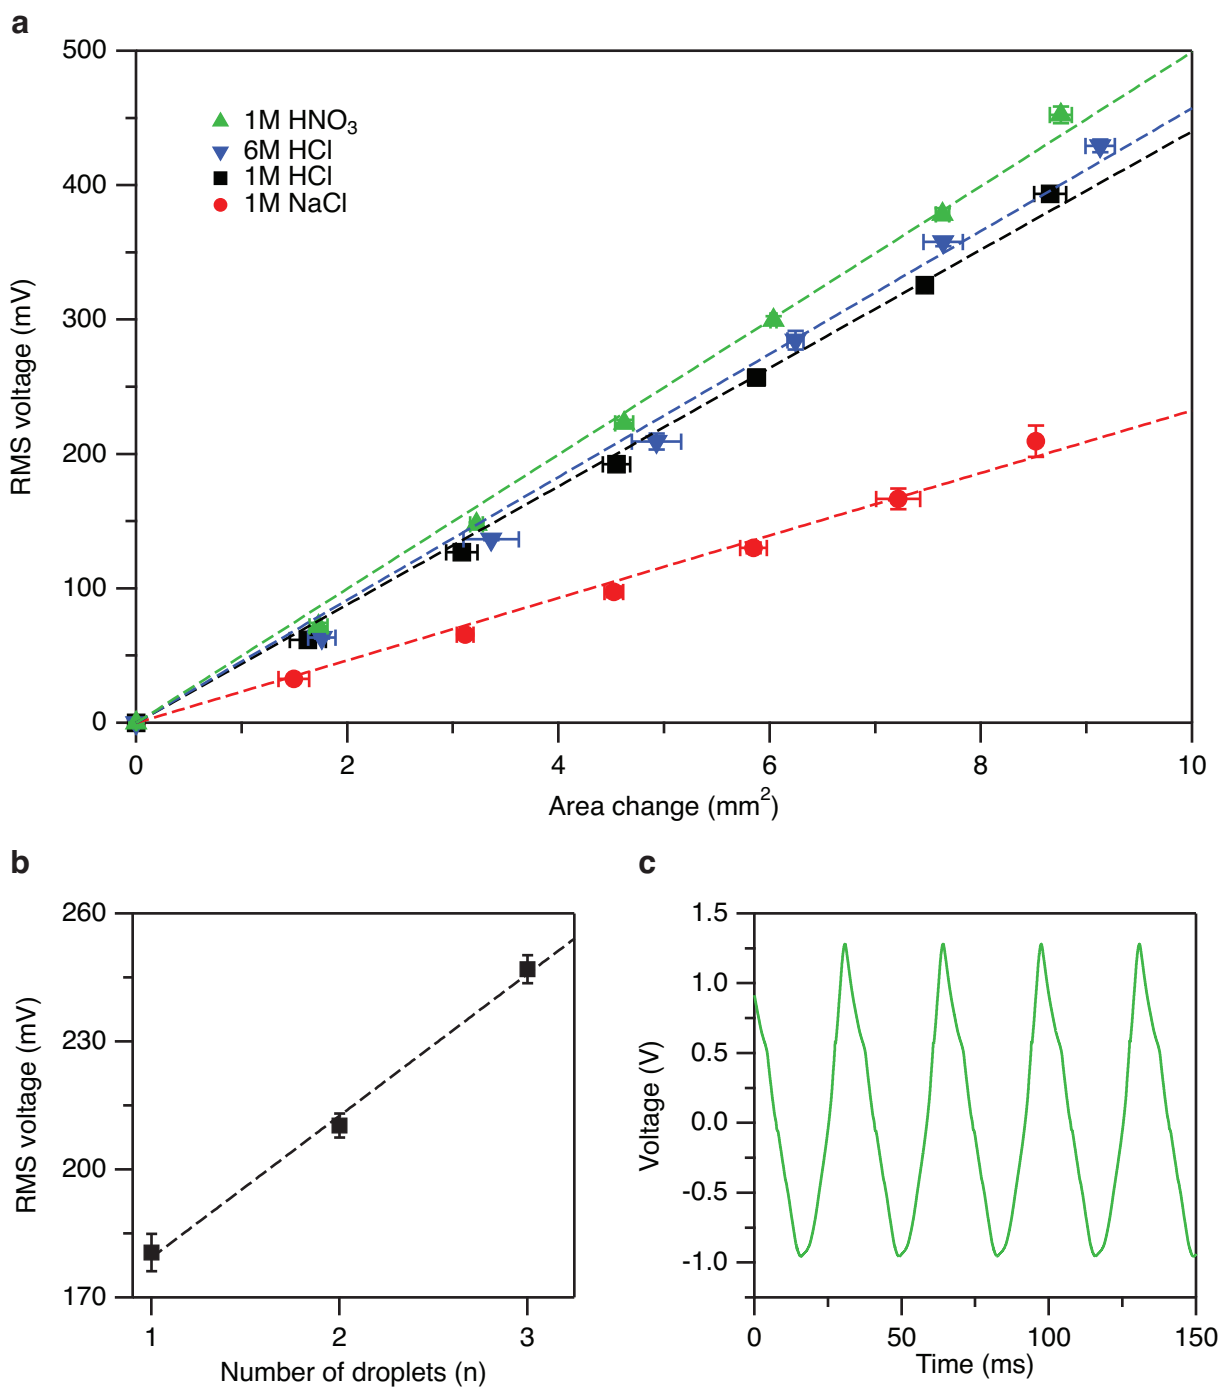 a
500
400
300
200
100
0
RMS voltage (mV)
1M HNO3
6M HCl
1M HCl
1M NaCl
0 2 4 6 8 10
Area change (mm2)
b
260
230
200
170
RMS voltage (mV)
1 2 3
Number of droplets (n)
c
1.5
1.0
0.5
0.0
-0.5
-1.0
Voltage (V)
0 50 100 150
Time (ms)